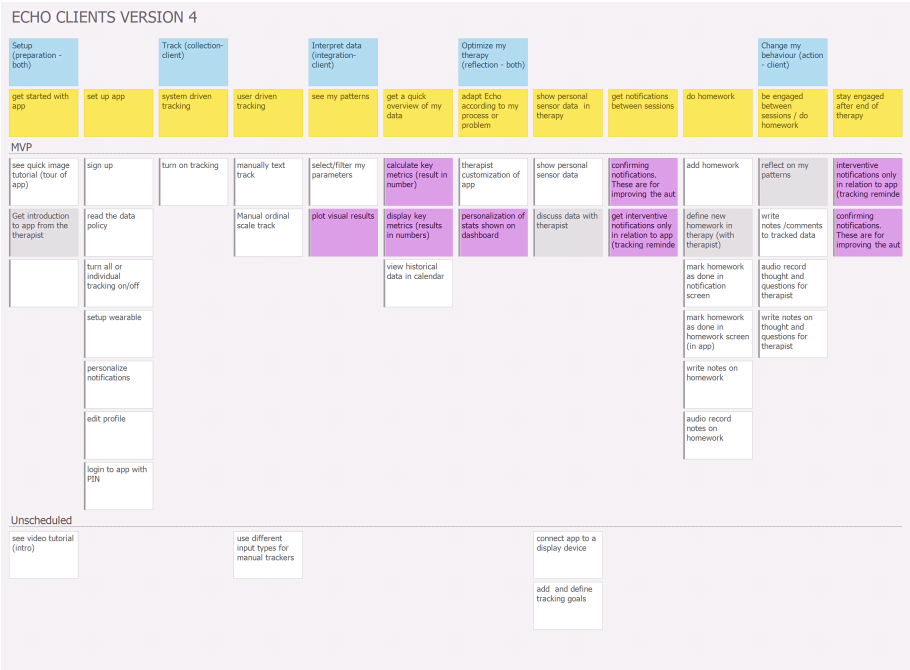 ECHO CLIENTS VERSION 4
Setup
(preparation -
both)
Track (collection-
client)
Interpret data
(integration-
client)
Optimize my
therapy
(reflection - both)
Change my
behaviour (action
- client)
get started with
app
set up app
system driven
tracking
user driven
tracking
see my patterns
get a quick
overview of my
data
adapt Echo
according to my
process or
problem
show personal
sensor data in
therapy
get notifications
between sessions
do homework
be engaged
between
sessions / do
homework
stay engaged
after end of
therapy
MVP
see quick image
tutorial (tour of
app)
sign up
turn on tracking
manually text
track
select/filter my
parameters
calculate key
metrics (result in
number)
therapist
customization of
app
show personal
sensor data
confirming
notifications.
These are for
improving the aut
add homework
reflect on my
patterns
interventive
notifications only
in relation to app
(tracking reminde
Get introduction
to app from the
therapist
read the data
policy
Manual ordinal
scale track
plot visual results
display key
metrics (results
in numbers)
personalization of
stats shown on
dashboard
discuss data with
therapist
get interventive
notifications only
in relation to app
(tracking reminde
define new
homework in
therapy (with
therapist)
write
notes /comments
to tracked data
confirming
notifications.
These are for
improving the aut
turn all or
individual
tracking on/off
view historical
data in calendar
mark homework
as done in
notification
screen
audio record
thought and
questions for
therapist
setup wearable
mark homework
as done in
homework screen
(in app)
write notes on
thought and
questions for
therapist
personalize
notifications
write notes on
homework
edit profile
audio record
notes on
homework
login to app with
PIN
Unscheduled
see video tutorial
(intro)
use different
input types for
manual trackers
connect app to a
display device
add and define
tracking goals